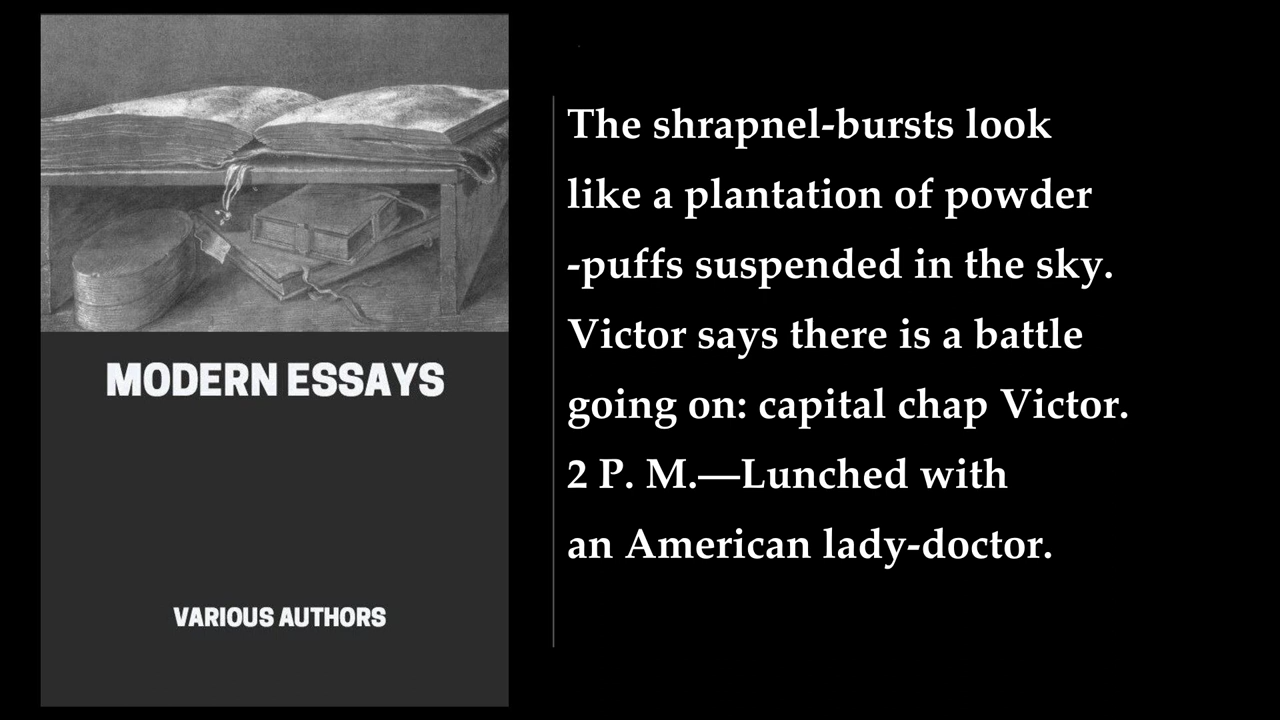 MODERN ESSAYS
VARIOUS AUTHORS
The shrapnel-bursts look
like a plantation of powder
-puffs suspended in the sky.
Victor says there is a battle
going on: capital chap Victor.
2 P. M.—Lunched with
an American lady-doctor.